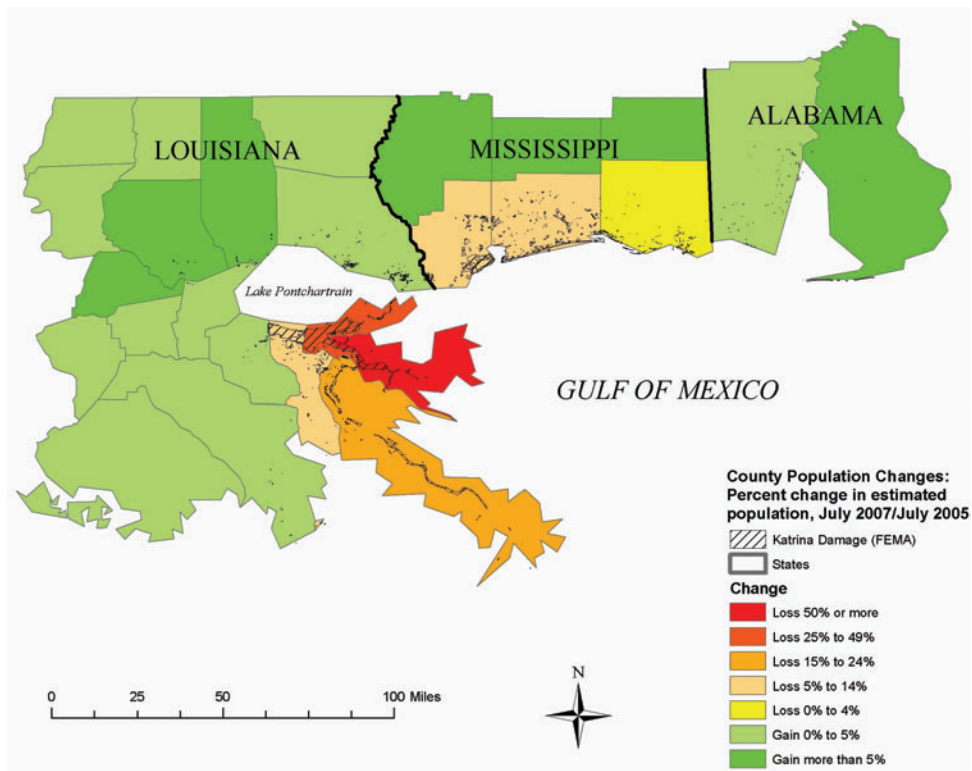 LOUISIANA
MISSISSIPPI
ALABAMA
Lake Pontchartrain
GULF OF MEXICO
County Population Changes:
Percent change in estimated
population, July 2007/July 2005
Katrina Damage (FEMA)
States
Change
Loss 50% or more
Loss 25% to 49%
Loss 15% to 24%
Loss 5% to 14%
Loss 0% to 4%
Gain 0% to 5%
Gain more than 5%
0 25 50 100 Miles
N